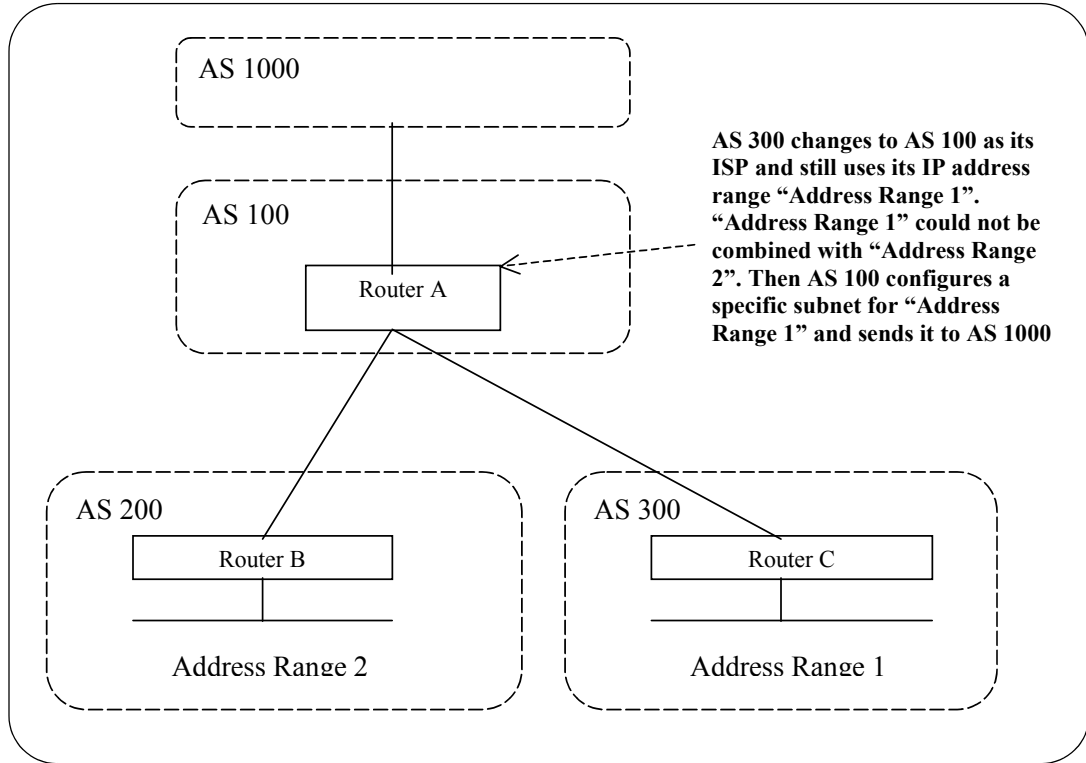 AS 1000
AS 300 changes to AS 100 as its
ISP and still uses its IP address
range “Address Range 1”.
“Address Range 1” could not be
combined with “Address Range
2”. Then AS 100 configures a
specific subnet for “Address
Range 1” and sends it to AS 1000
AS 100
Router A
AS 200
Router B
Address Range 2
AS 300
Router C
Address Range 1